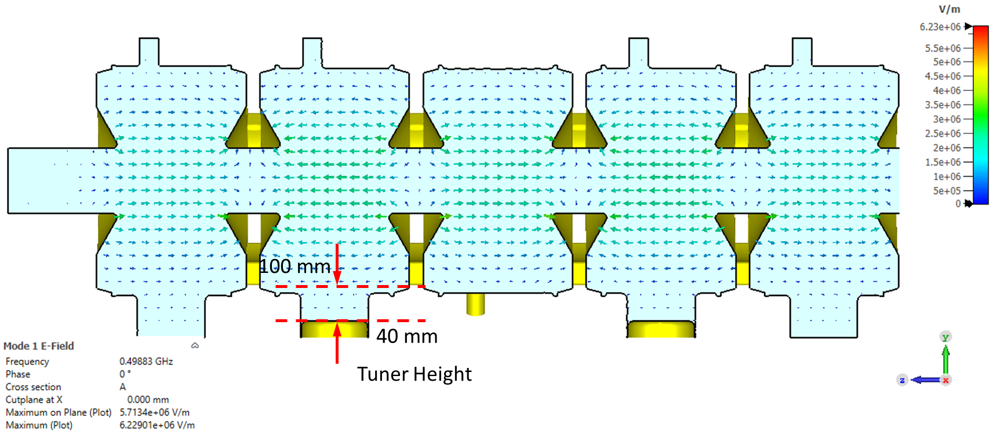 V/m
6.23e+06
5.5e+06
5e+06
4.5e+06
4e+06
3.5e+06
3e+06
2.5e+06
2e+06
1.5e+06
1e+06
5e+05
0
100 mm
40 mm
Tuner Height
Mode 1 E-Field
Frequency 0.49883 GHz
Phase 0 °
Cross section A
Cutplane at X 0.000 mm
Maximum on Plane (Plot) 5.7134e+06 V/m
Maximum (Plot) 6.22901e+06 V/m
y
z
x